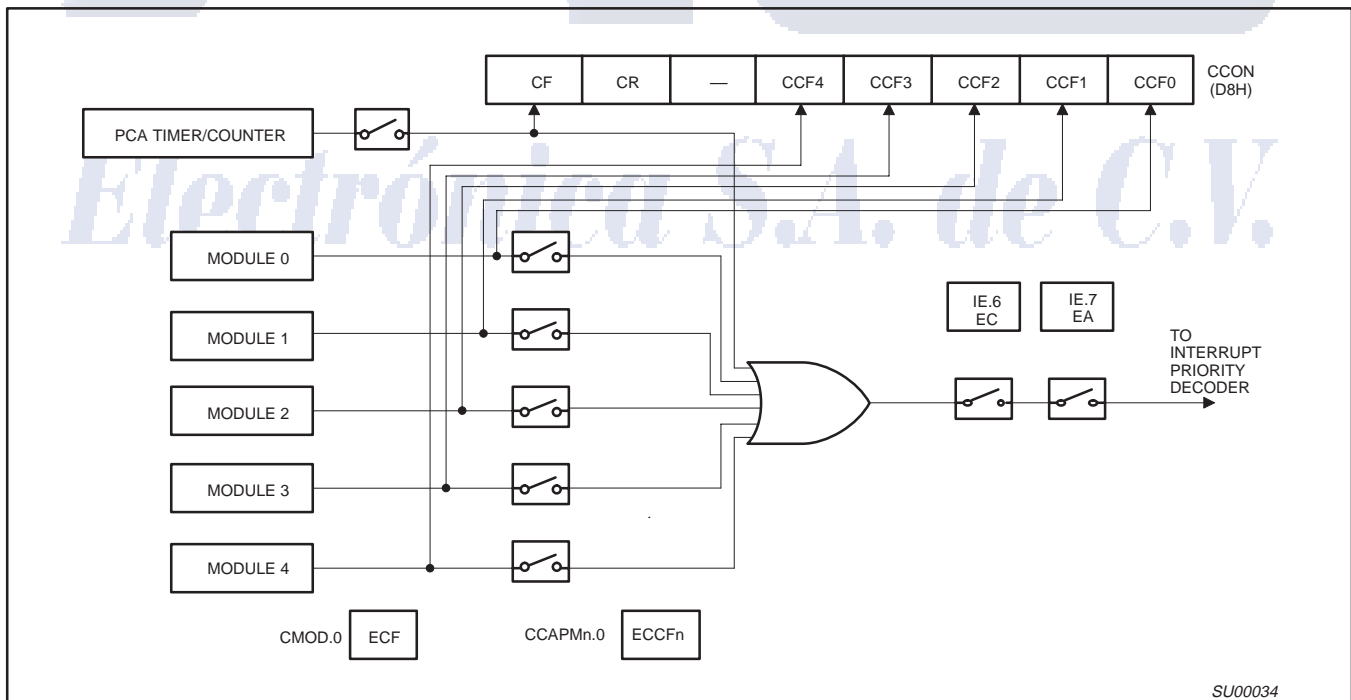 CF CR — CCF4 CCF3 CCF2 CCF1 CCF0
CCON
(D8H)
PCA TIMER/COUNTER
Electrónica S.A. de C.V.
MODULE 0
MODULE 1
MODULE 2
MODULE 3
MODULE 4
IE.6
EC
IE.7
EA
TO
INTERRUPT
PRIORITY
DECODER
CMOD.0 ECF
CCAPMn.0 ECCFn
SU00034